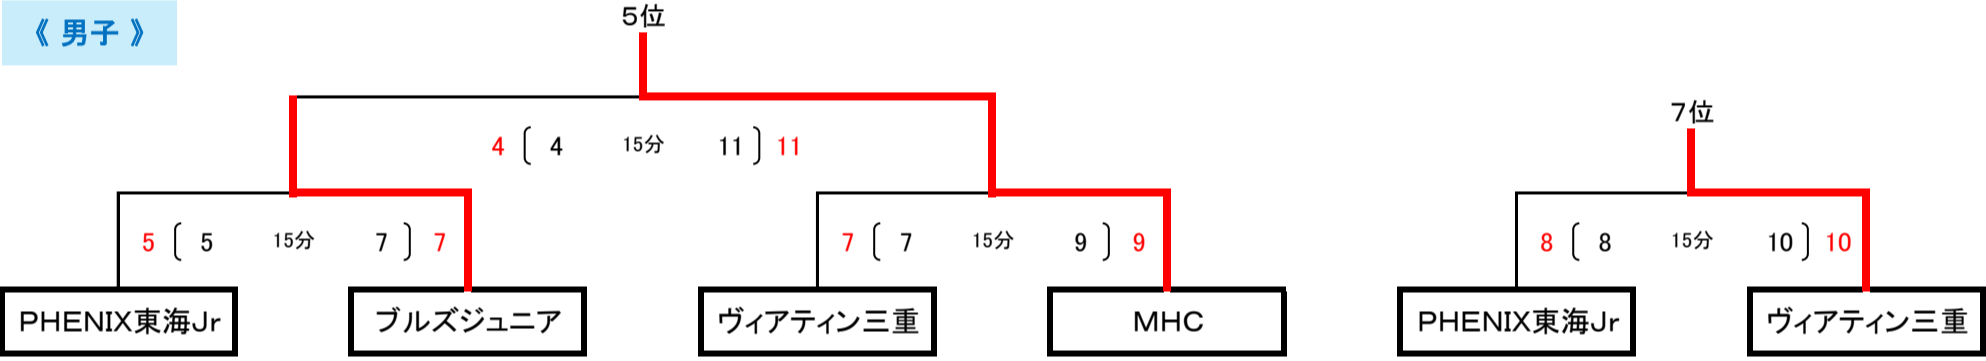 《 男子 》
5位
4 ( 4 15分 11 ) 11
5 ( 5 15分 7 ) 7
7 ( 7 15分 9 ) 9
PHENIX東海Jr
ブルズジュニア
ヴィアティン三重
MHC
7位
8 ( 8 15分 10 ) 10
PHENIX東海Jr
ヴィアティン三重